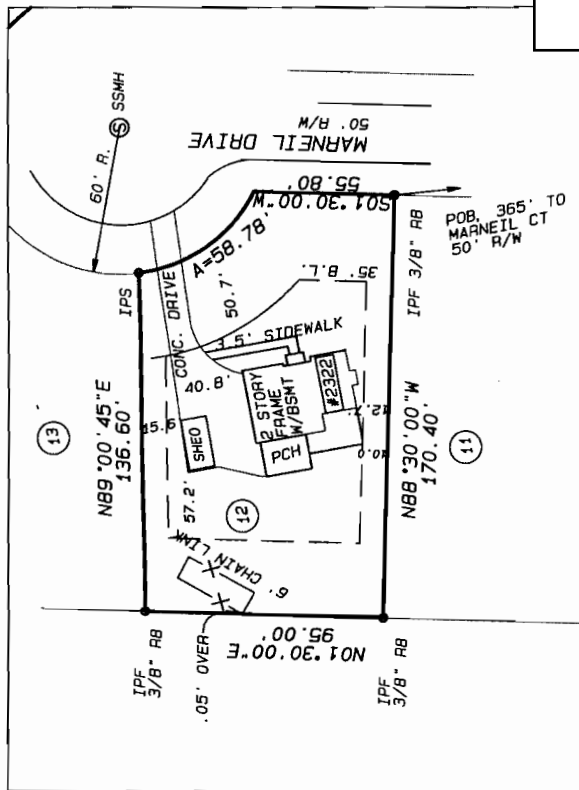 S SSMH
60' R.
MARNEIL DRIVE
50' R/W
IPS
A=58.78'
S01°30'00"W
55.80'
POB, 365' TO
MARNEIL CT
50' R/W
IPF 3/8" RB
CONC. DRIVE
50.7'
35' B.L.
3.5' SIDEWALK
40.8'
N89°00'45"E
136.60'
13
15.6
SHED
2 STORY
FRAME
W/BSMT
#2322
12.7'
10.0
PCH
N88°30'00"W
170.40'
11
57.2'
12
6' CHAIN LINK
.05' OVER
N01°30'00"E
95.00'
IPF
3/8" RB
IPF
3/8" RB